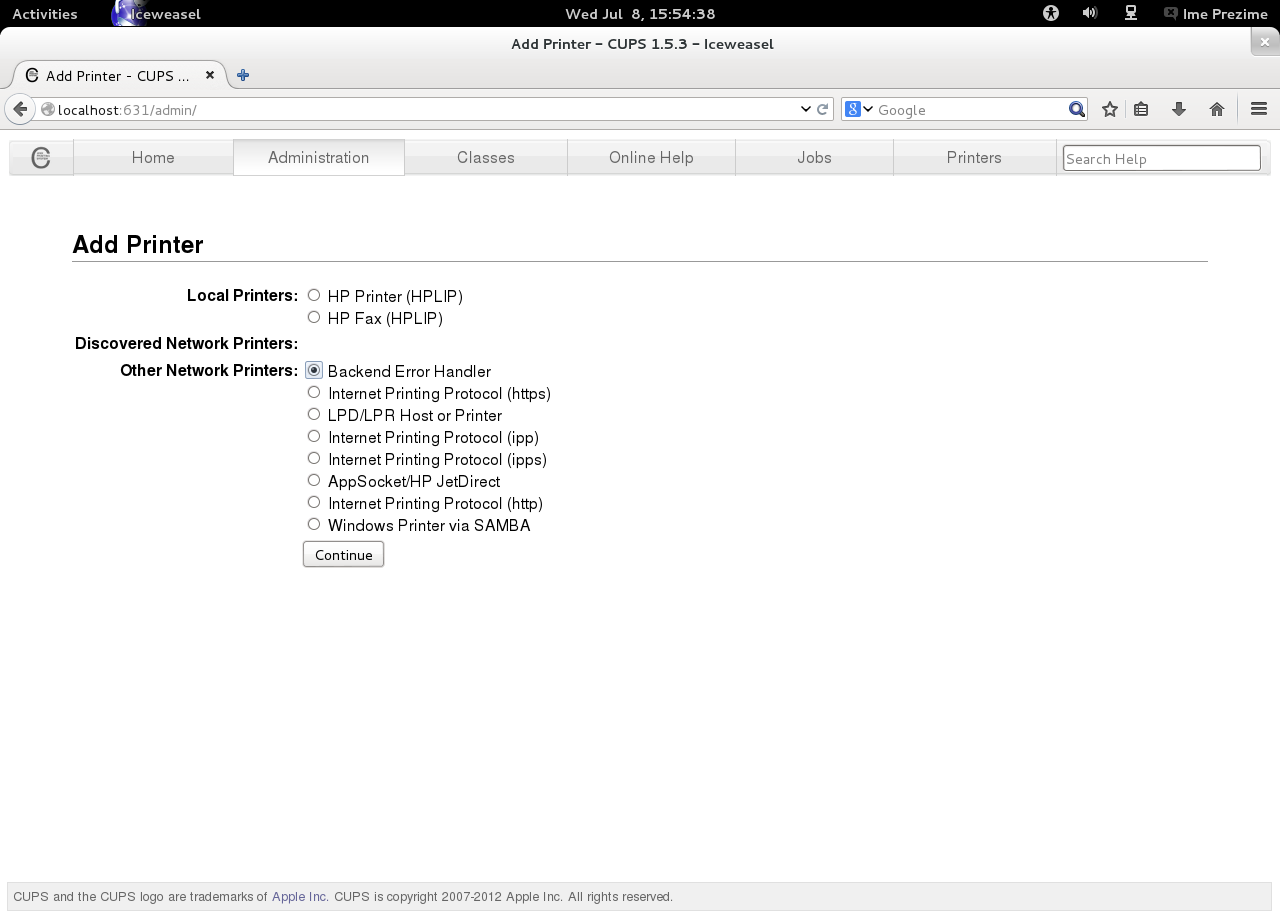 Activities Iceweasel Wed Jul 8, 15:54:38 Ime Prezime
Add Printer - CUPS 1.5.3 - Iceweasel
Add Printer - CUPS ...
localhost:631/admin/ Google
Home Administration Classes Online Help Jobs Printers Search Help
Add Printer
Local Printers: HP Printer (HPLIP)
HP Fax (HPLIP)
Discovered Network Printers:
Other Network Printers: Backend Error Handler
Internet Printing Protocol (https)
LPD/LPR Host or Printer
Internet Printing Protocol (ipp)
Internet Printing Protocol (ipps)
AppSocket/HP JetDirect
Internet Printing Protocol (http)
Windows Printer via SAMBA
Continue
CUPS and the CUPS logo are trademarks of Apple Inc. CUPS is copyright 2007-2012 Apple Inc. All rights reserved.